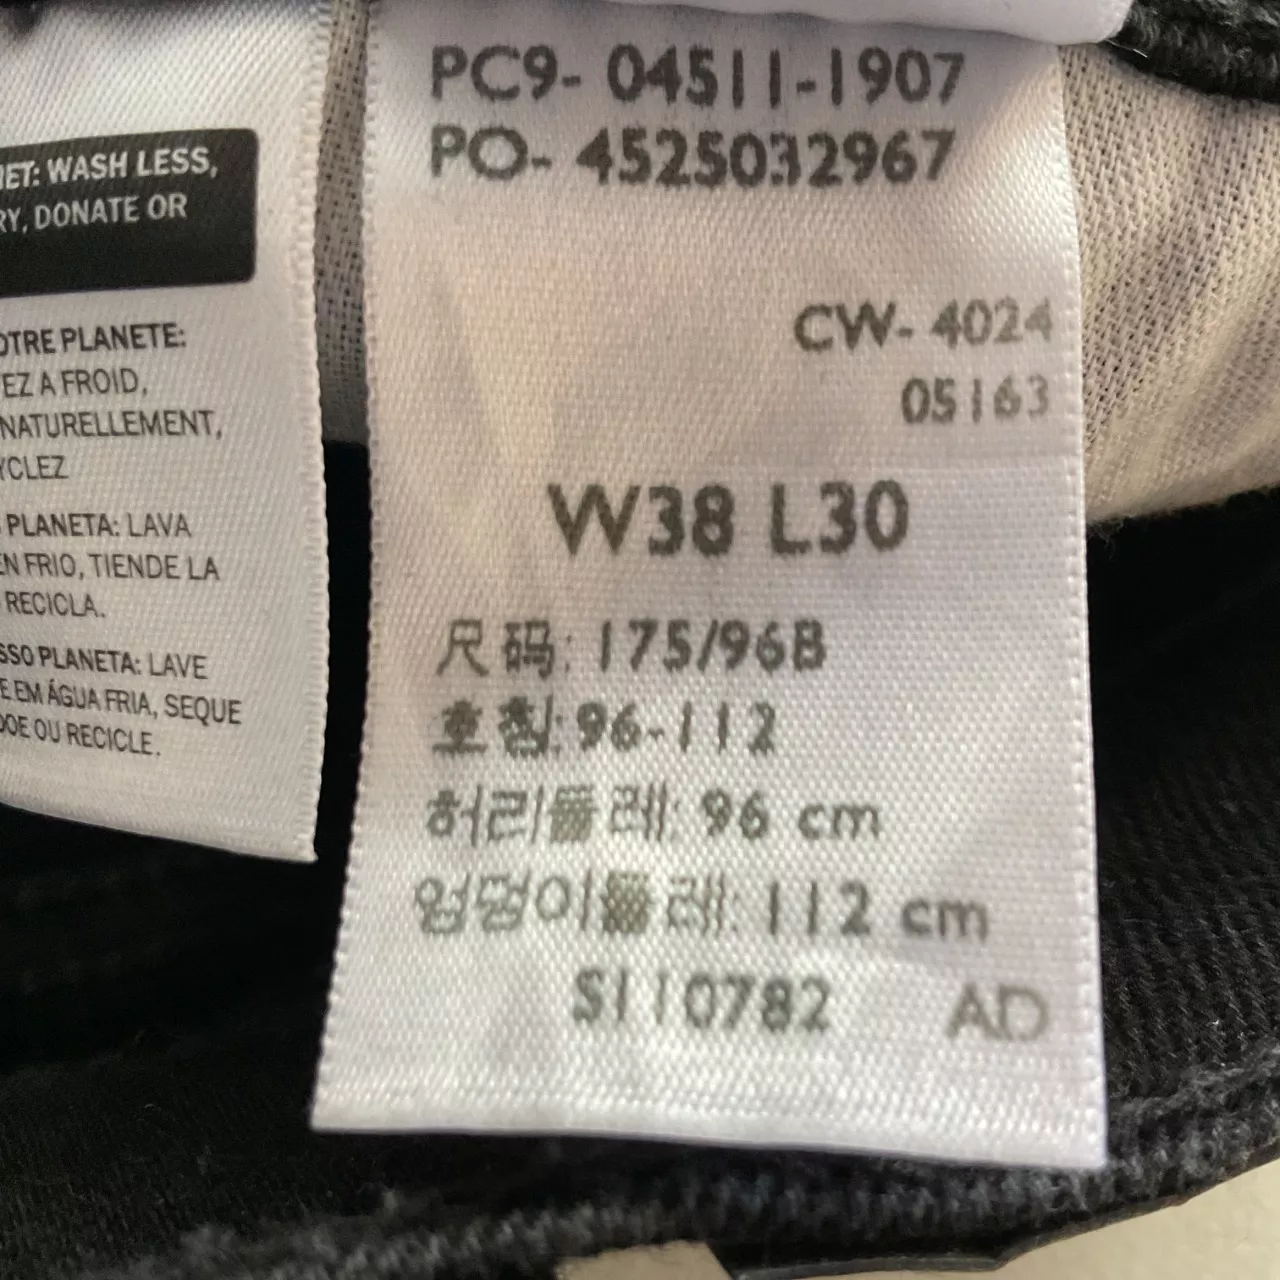 NET: WASH LESS,
RY, DONATE OR
OTRE PLANETE:
EZ A FROID,
NATURELLEMENT,
YCLEZ
PLANETA: LAVA
EN FRIO, TIENDE LA
RECICLA.
SSO PLANETA: LAVE
E EM ÁGUA FRIA, SEQUE
DOE OU RECICLE.
PC9- 04511-1907
PO- 4525032967
CW- 4024
05163
W38 L30
尺码: 175/96B
호칭: 96-112
허리둘레: 96 cm
엉덩이둘레: 112 cm
S110782 AD